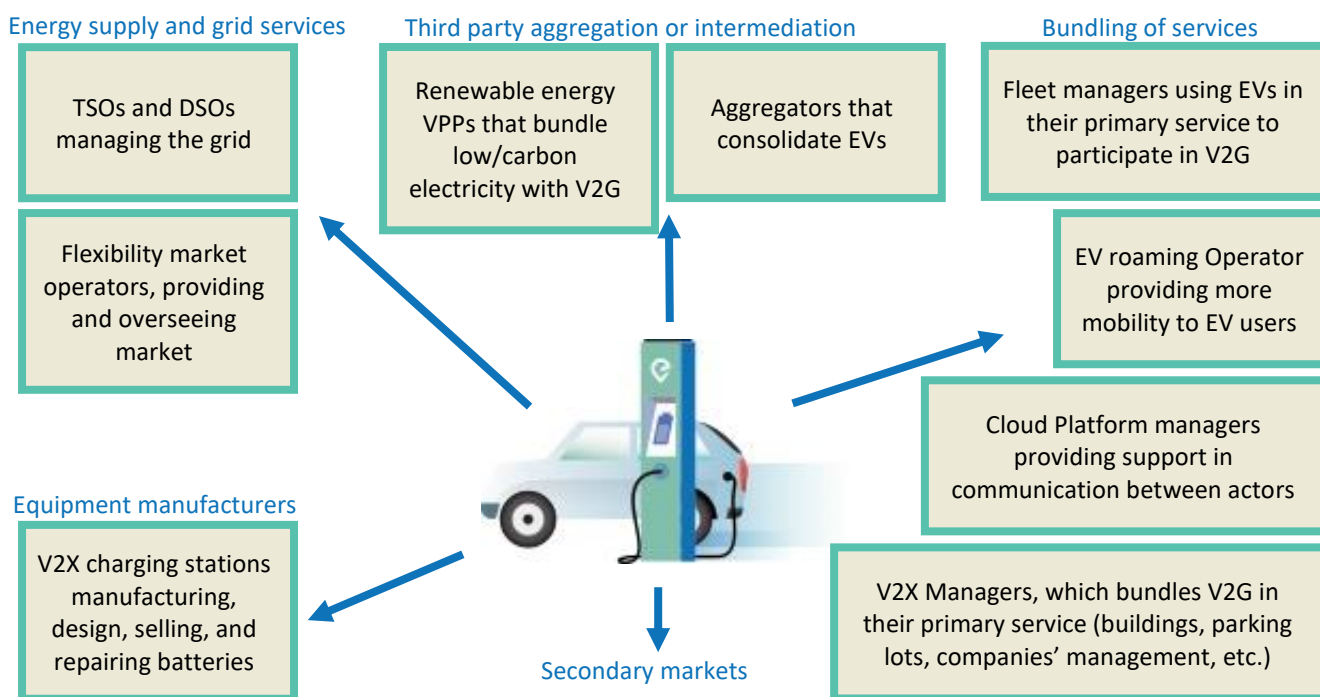 Energy supply and grid services
TSOs and DSOs
managing the grid
Flexibility market
operators, providing
and overseeing
market
Third party aggregation or intermediation
Renewable energy
VPPs that bundle
low/carbon
electricity with V2G
Aggregators that
consolidate EVs
Bundling of services
Fleet managers using EVs in
their primary service to
participate in V2G
EV roaming Operator
providing more
mobility to EV users
Cloud Platform managers
providing support in
communication between actors
V2X Managers, which bundles V2G in
their primary service (buildings, parking
lots, companies’ management, etc.)
Equipment manufacturers
V2X charging stations
manufacturing,
design, selling, and
repairing batteries
Secondary markets